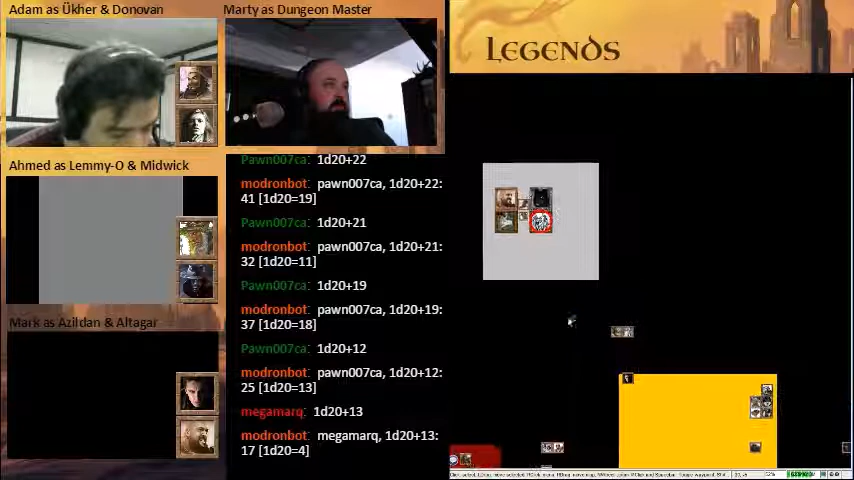 Adam as Ükher & Donovan
Marty as Dungeon Master
LEGENDS
Ahmed as Lemmy-O & Midwick
Mark as Azildan & Altagar
Pawn007ca: 1d20+22
modronbot: pawn007ca, 1d20+22:
41 [1d20=19]
Pawn007ca: 1d20+21
modronbot: pawn007ca, 1d20+21:
32 [1d20=11]
Pawn007ca: 1d20+19
modronbot: pawn007ca, 1d20+19:
37 [1d20=18]
Pawn007ca: 1d20+12
modronbot: pawn007ca, 1d20+12:
25 [1d20=13]
megamarq: 1d20+13
modronbot: megamarq, 1d20+13:
17 [1d20=4]